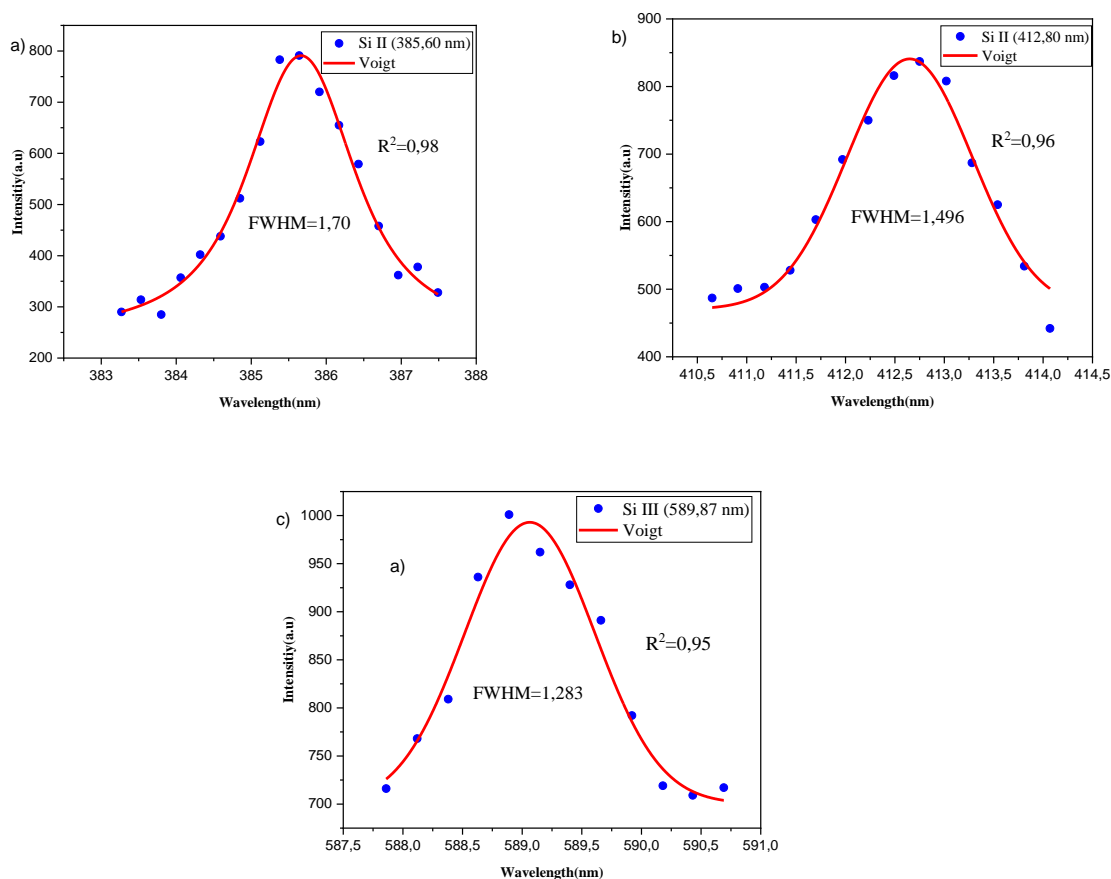 a)
Si II (385,60 nm)
Voigt
R²=0,98
FWHM=1,70
Intensitiy(a.u)
800
700
600
500
400
300
200
383 384 385 386 387 388
Wavelength(nm)
b)
Si II (412,80 nm)
Voigt
R²=0,96
FWHM=1,496
Intensitiy(a.u)
900
800
700
600
500
400
410,5 411,0 411,5 412,0 412,5 413,0 413,5 414,0 414,5
Wavelength(nm)
c)
Si III (589,87 nm)
Voigt
a)
R²=0,95
FWHM=1,283
Intensitiy(a.u)
1000
950
900
850
800
750
700
587,5 588,0 588,5 589,0 589,5 590,0 590,5 591,0
Wavelength(nm)